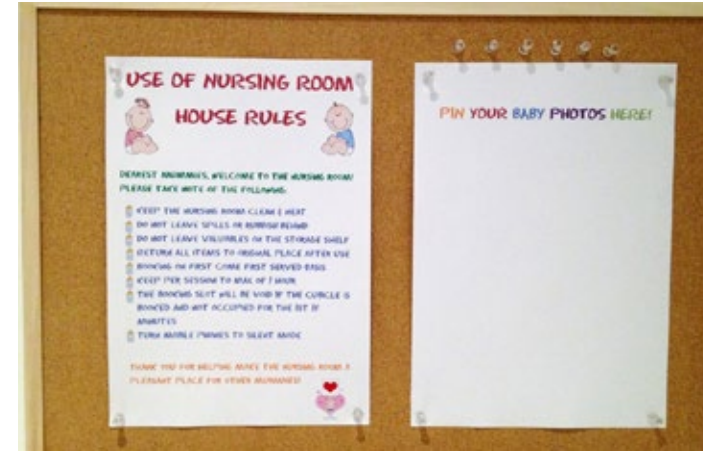 USE OF NURSING ROOM
HOUSE RULES
DEAREST MUMMIES, WELCOME TO THE NURSING ROOM!
PLEASE TAKE NOTE OF THE FOLLOWING:
KEEP THE NURSING ROOM CLEAN & NEAT
DO NOT LEAVE SPILLS OR RUBBISH BEHIND
DO NOT LEAVE VALUABLES ON THE STORAGE SHELF
RETURN ALL ITEMS TO ORIGINAL PLACE AFTER USE
BOOKING ON FIRST COME FIRST SERVED BASIS
KEEP PER SESSION TO MAX OF 1 HOUR
THE BOOKING SLOT WILL BE VOID IF THE CUBICLE IS
BOOKED AND NOT OCCUPIED FOR THE 1ST
MINUTES
TURN MOBILE PHONES TO SILENT MODE
THANK YOU FOR HELPING MAKE THE NURSING ROOM A
PLEASANT PLACE FOR OTHER MUMMIES!
PIN YOUR BABY PHOTOS HERE!